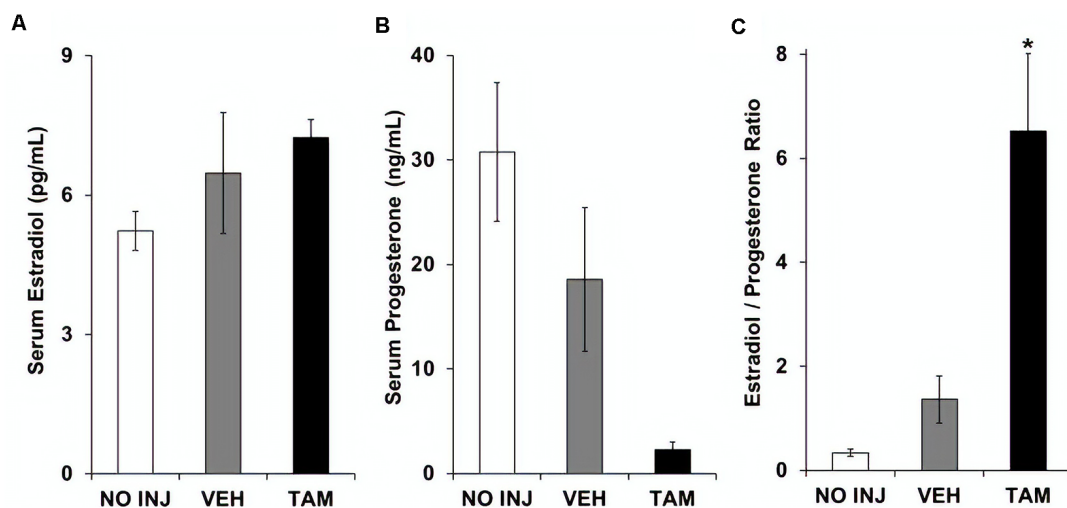 A
Serum Estradiol (pg/mL)
9
6
3
0
NO INJ VEH TAM
B
Serum Progesterone (ng/mL)
40
30
20
10
0
NO INJ VEH TAM
C
Estradiol / Progesterone Ratio
8
6
4
2
0
*
NO INJ VEH TAM